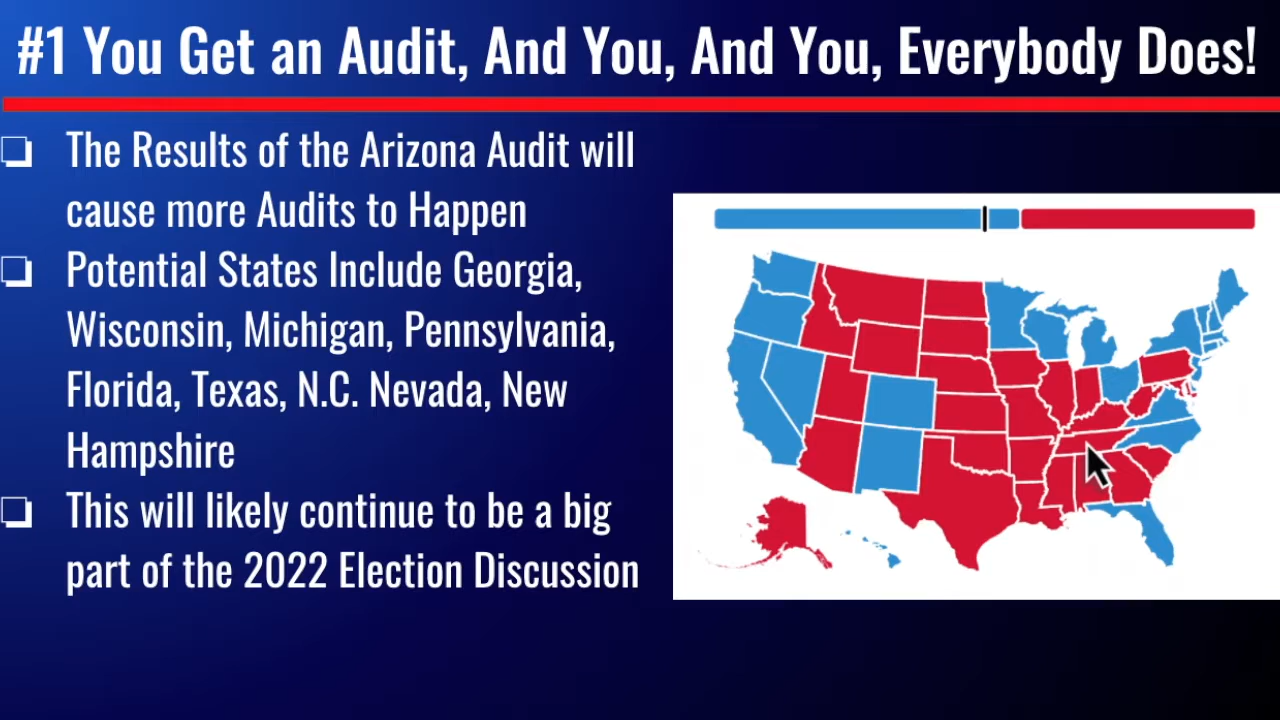 #1 You Get an Audit, And You, And You, Everybody Does!
The Results of the Arizona Audit will
cause more Audits to Happen
Potential States Include Georgia,
Wisconsin, Michigan, Pennsylvania,
Florida, Texas, N.C. Nevada, New
Hampshire
This will likely continue to be a big
part of the 2022 Election Discussion